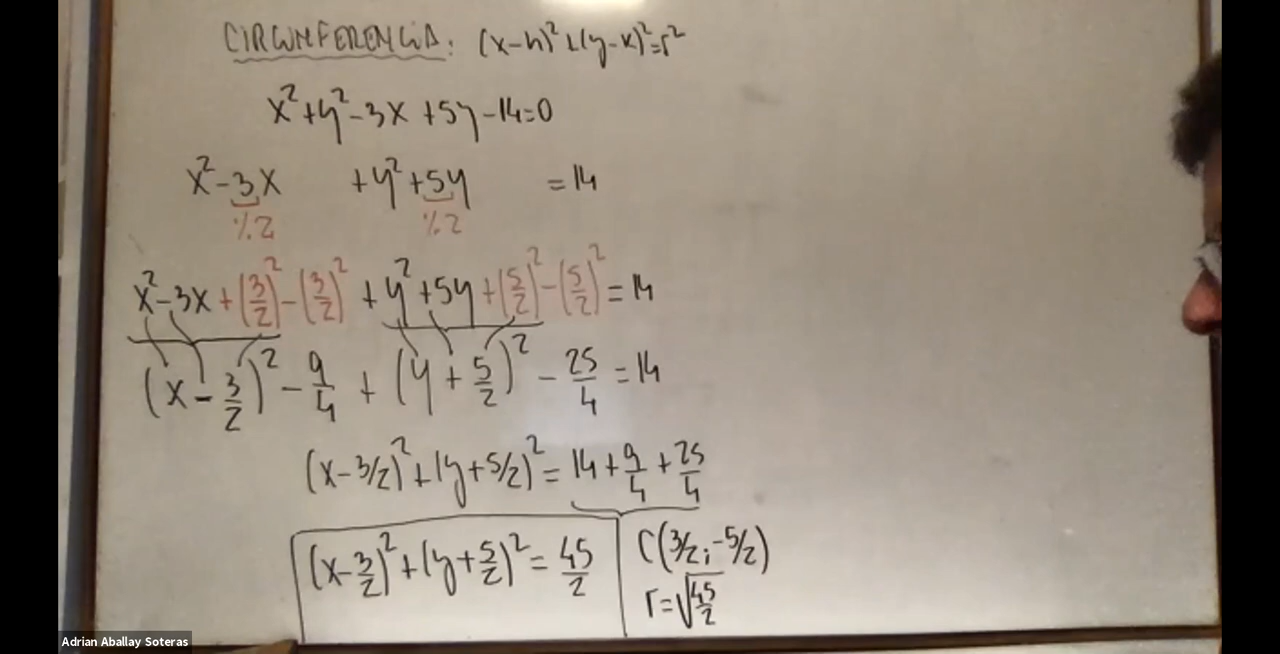 CIRCUNFERENCIA: (x-h)²+(y-k)²=r²
x²+y²-3x+5y-14=0
x²-3x +y²+5y =14
٪2 ٪2
x²-3x+(3/2)²-(3/2)²+y²+5y+(5/2)²-(5/2)²=14
(x-3/2)²-9/4+(y+5/2)²-25/4=14
(x-3/2)²+(y+5/2)²=14+9/4+25/4
(x-3/2)²+(y+5/2)²=45/2
C(3/2;-5/2)
r=√45/2
Adrian Aballay Soteras